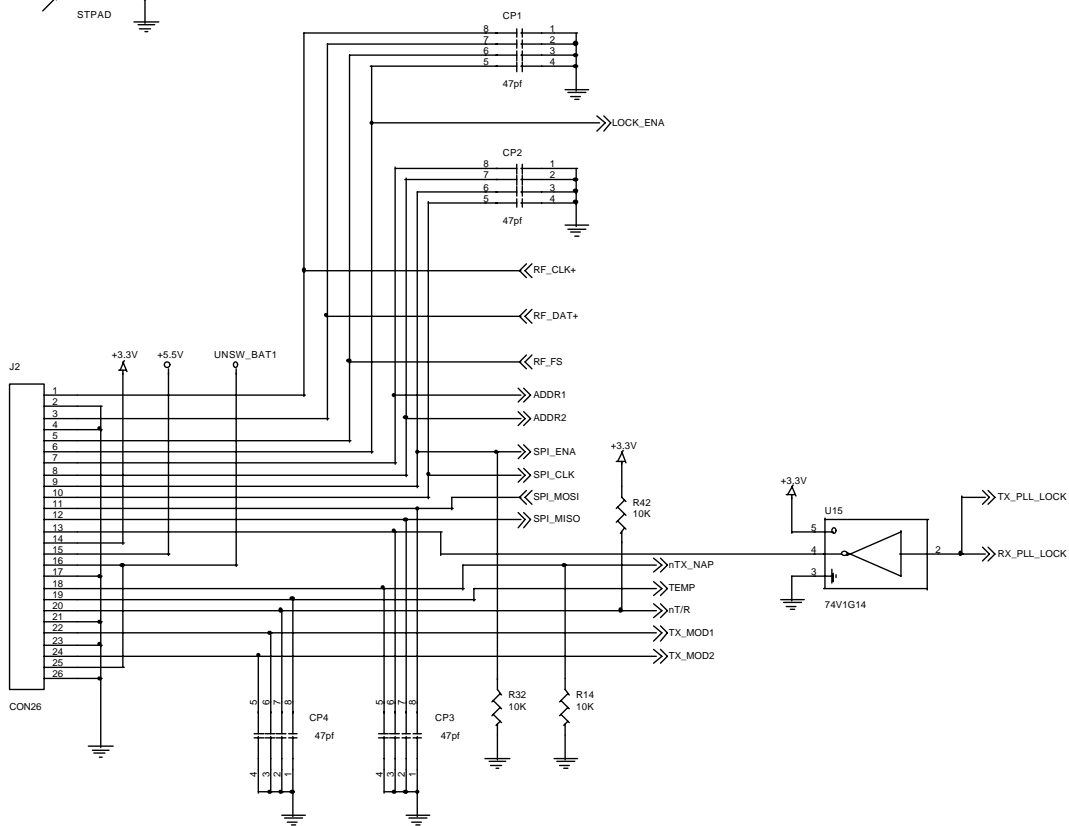 STPAD
CP1
8 1
7 2
6 3
5 4
47pf
LOCK_ENA
CP2
8 1
7 2
6 3
5 4
47pf
RF_CLK+
RF_DAT+
+3.3V +5.5V UNSW_BAT1
RF_FS
J2
1
2
3
4
5
6
7
8
9
10
11
12
13
14
15
16
17
18
19
20
21
22
23
24
25
26
CON26
ADDR1
ADDR2
SPI_ENA
SPI_CLK
SPI_MOSI
SPI_MISO
+3.3V
R42
10K
nTX_NAP
TEMP
nT/R
TX_MOD1
TX_MOD2
+3.3V
U15
5
4 2
3
74V1G14
TX_PLL_LOCK
RX_PLL_LOCK
R32
10K
R14
10K
5 6 7 8
CP4
47pf
4 3 2 1
5 6 7 8
CP3
47pf
4 3 2 1